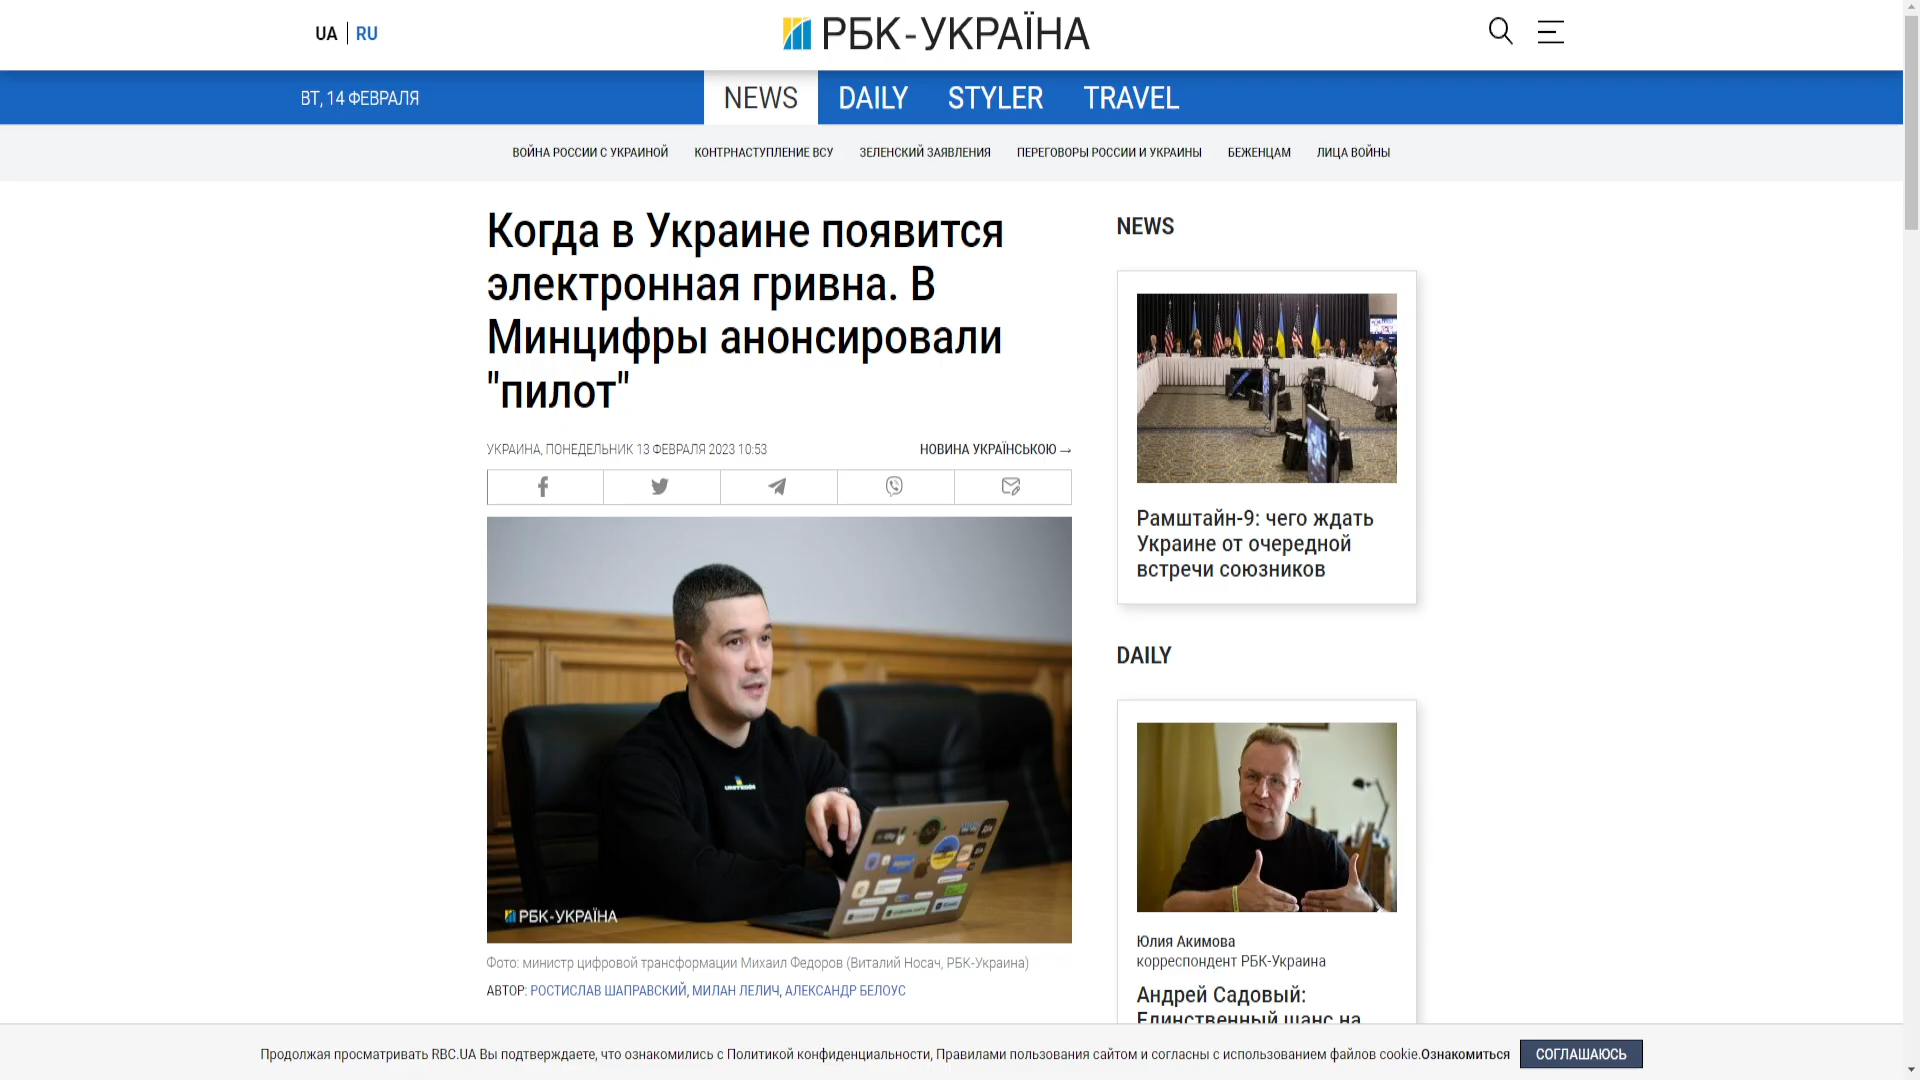 UA | RU
РБК-УКРАЇНА
ВТ, 14 ФЕВРАЛЯ
NEWS DAILY STYLER TRAVEL
ВОЙНА РОССИИ С УКРАИНОЙ КОНТРНАСТУПЛЕНИЕ ВСУ ЗЕЛЕНСКИЙ ЗАЯВЛЕНИЯ ПЕРЕГОВОРЫ РОССИИ И УКРАИНЫ БЕЖЕНЦАМ ЛИЦА ВОЙНЫ
Когда в Украине появится
электронная гривна. В
Минцифры анонсировали
"пилот"
УКРАИНА, ПОНЕДЕЛЬНИК 13 ФЕВРАЛЯ 2023 10:53
НОВИНА УКРАЇНСЬКОЮ →
РБК-УКРАЇНА
Фото: министр цифровой трансформации Михаил Федоров (Виталий Носач, РБК-Украина)
АВТОР: РОСТИСЛАВ ШАПРАВСКИЙ, МИЛАН ЛЕЛИЧ, АЛЕКСАНДР БЕЛОУС
NEWS
Рамштайн-9: чего ждать
Украине от очередной
встречи союзников
DAILY
Юлия Акимова
корреспондент РБК-Украина
Андрей Садовый:
Единственный шанс на
Продолжая просматривать RBC.UA Вы подтверждаете, что ознакомились с Политикой конфиденциальности, Правилами пользования сайтом и согласны с использованием файлов cookie.Ознакомиться
СОГЛАШАЮСЬ